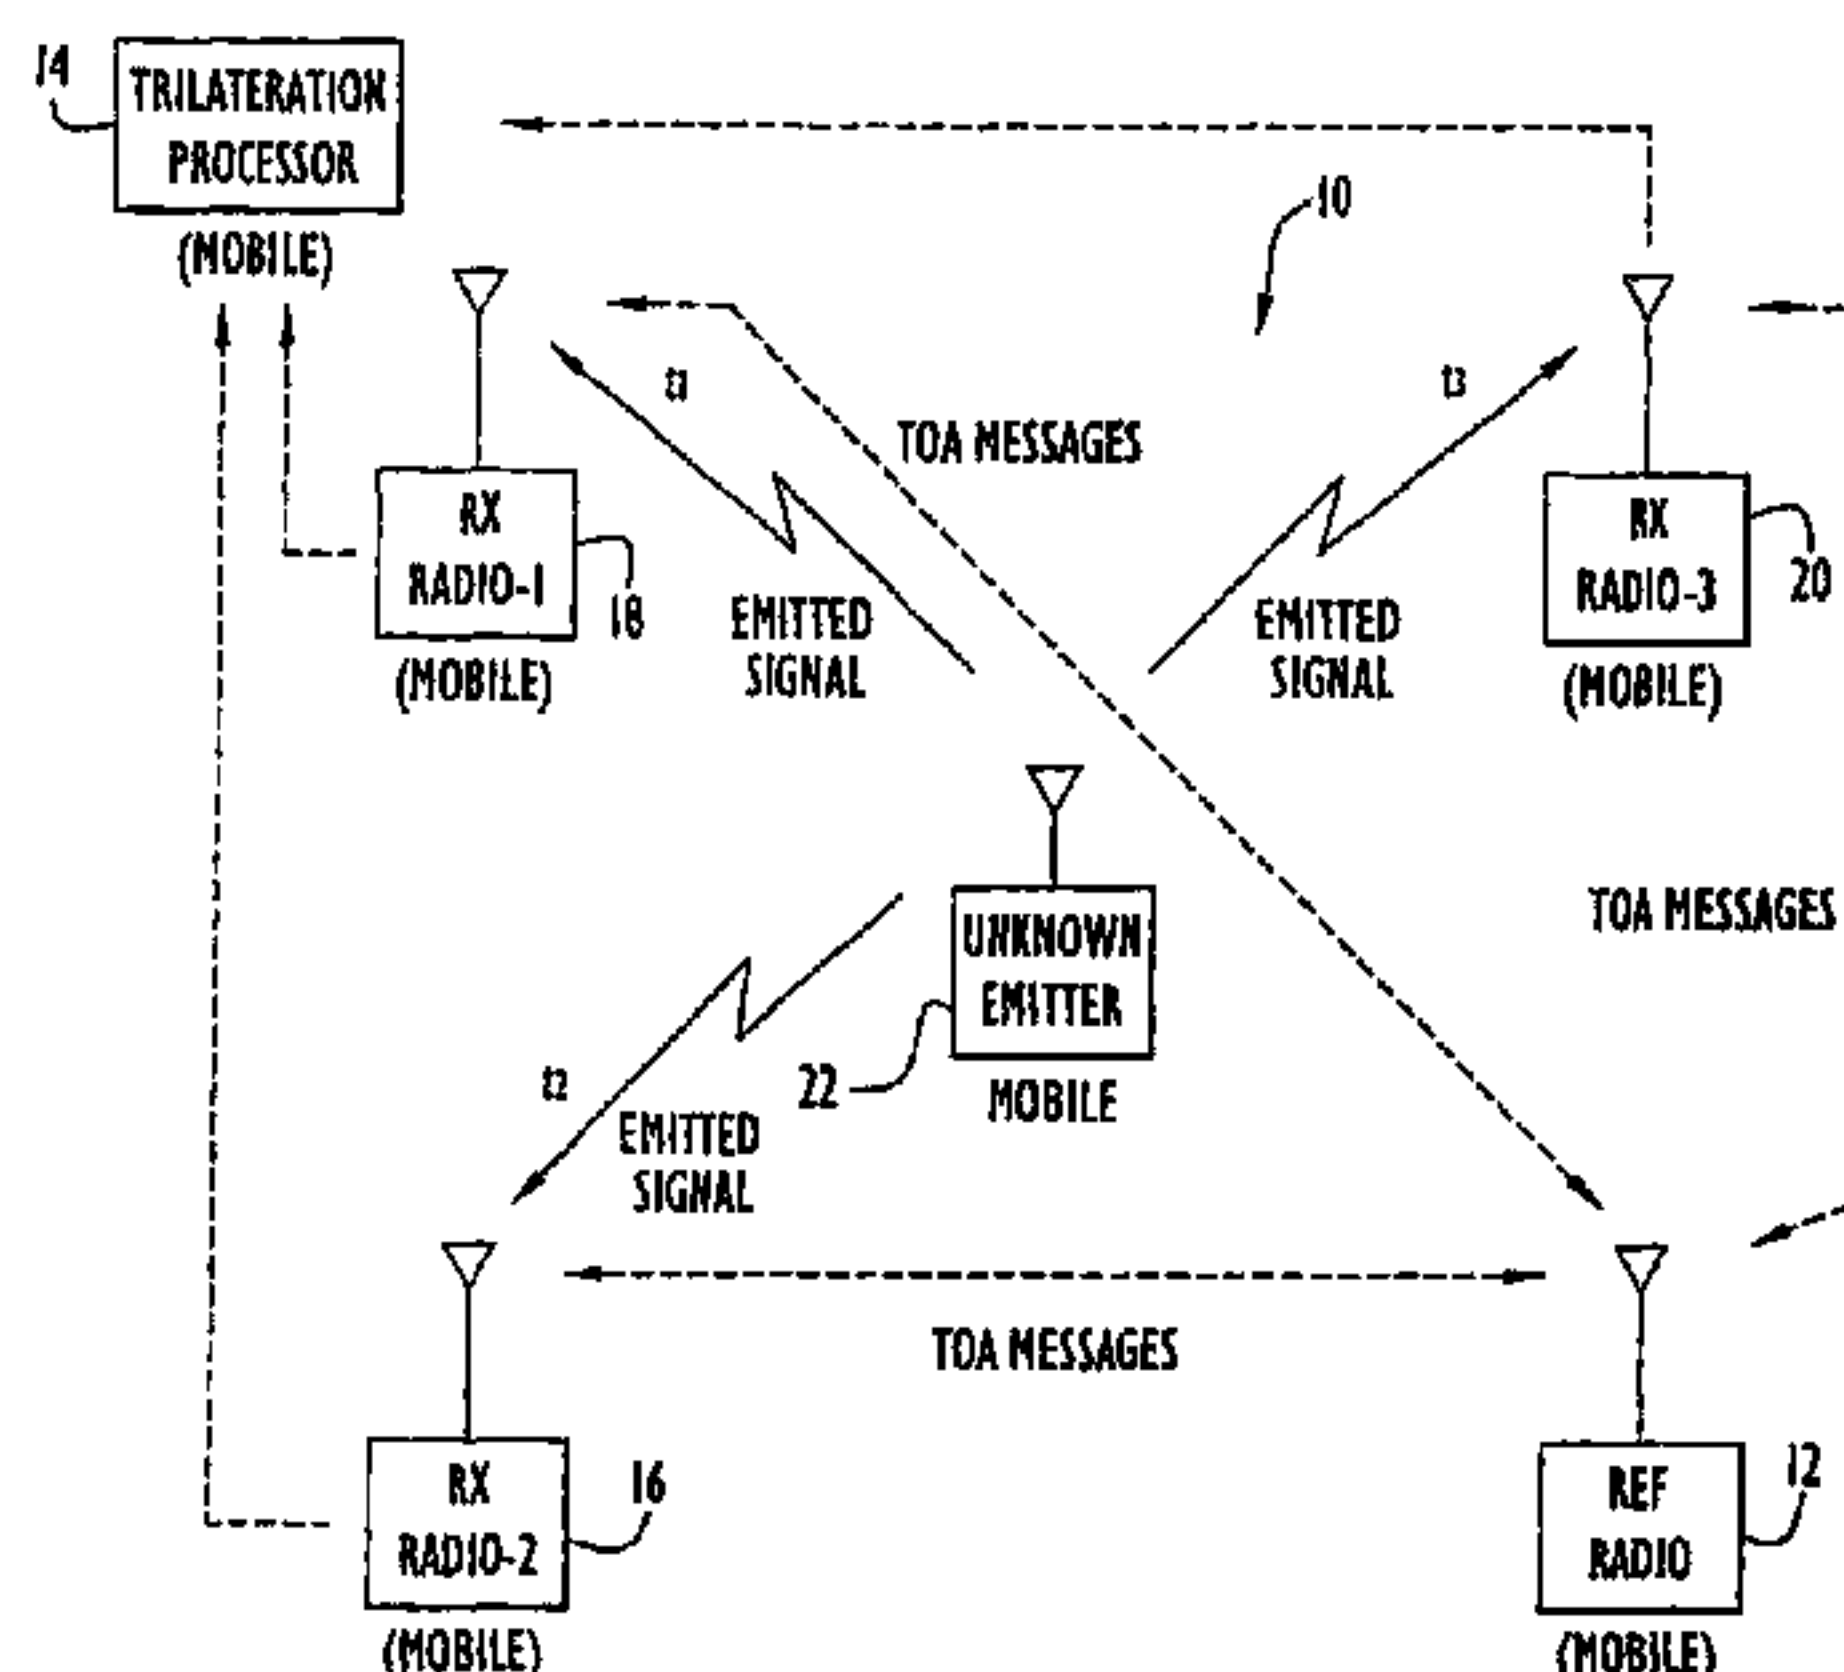 14
TRILATERATION
PROCESSOR
(MOBILE)
10
t1
t3
TOA MESSAGES
RX
RADIO-1
18
(MOBILE)
EMITTED
SIGNAL
EMITTED
SIGNAL
RX
RADIO-3
20
(MOBILE)
UNKNOWN
EMITTER
22
MOBILE
TOA MESSAGES
t2
EMITTED
SIGNAL
TOA MESSAGES
RX
RADIO-2
16
(MOBILE)
REF
RADIO
12
(MOBILE)